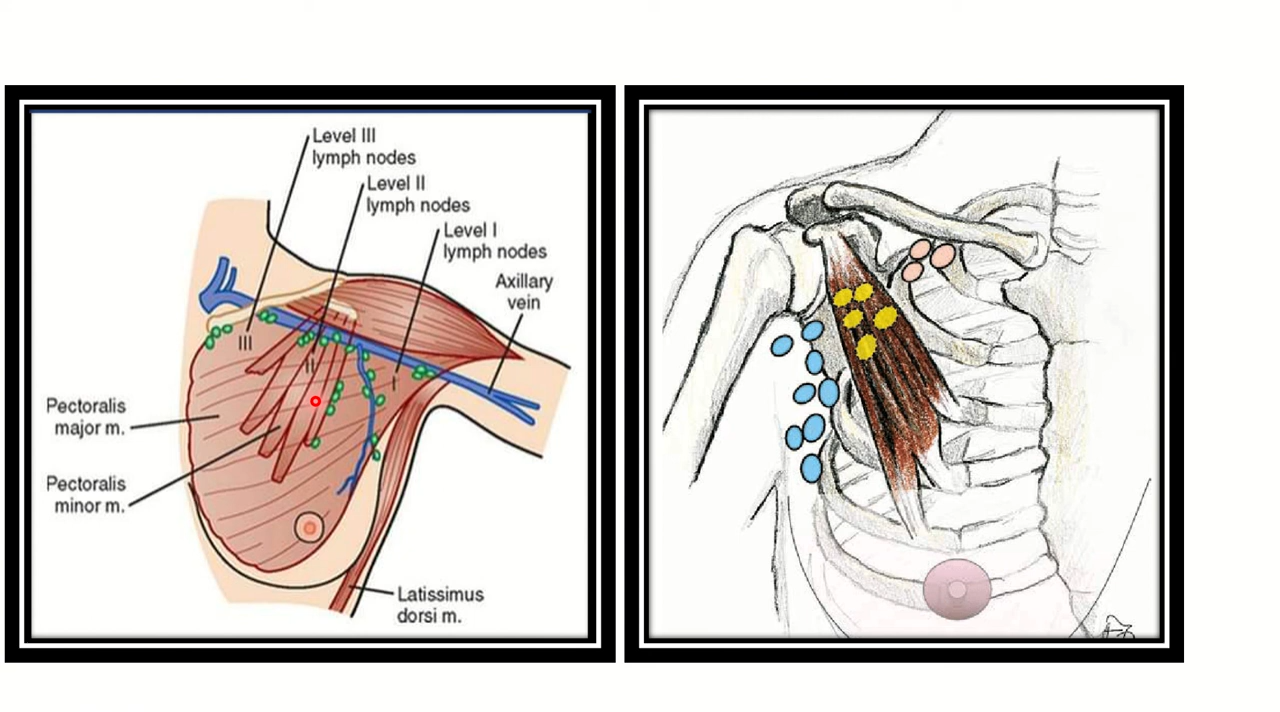 Level III
lymph nodes
Level II
lymph nodes
Level I
lymph nodes
Axillary
vein
III
II
I
Pectoralis
major m.
Pectoralis
minor m.
Latissimus
dorsi m.